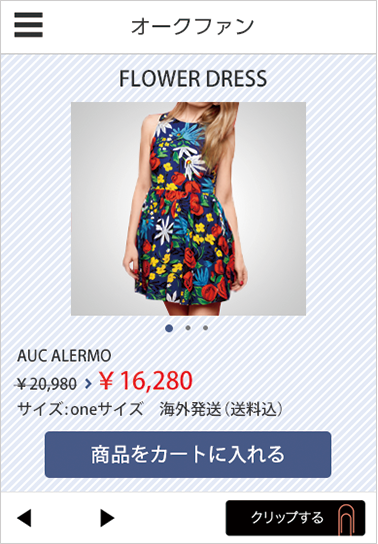 オークファン
FLOWER DRESS
AUC ALERMO
¥20,980 > ¥16,280
サイズ:oneサイズ 海外発送(送料込)
商品をカートに入れる
クリップする